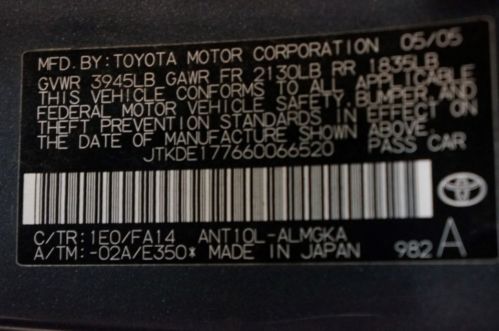 MFD.BY:TOYOTA MOTOR CORPORATION 05/05
GVWR 3945LB GAWR FR 2130LB RR 1835LB
THIS VEHICLE CONFORMS TO ALL APPLICABLE
FEDERAL MOTOR VEHICLE SAFETY,BUMPER,AND
THEFT PREVENTION STANDARDS IN EFFECT ON
THE DATE OF MANUFACTURE SHOWN ABOVE.
JTKDE177660066520 PASS CAR
C/TR:1E0/FA14 ANT10L-ALMGKA
A/TM:-02A/E350* MADE IN JAPAN 982 A